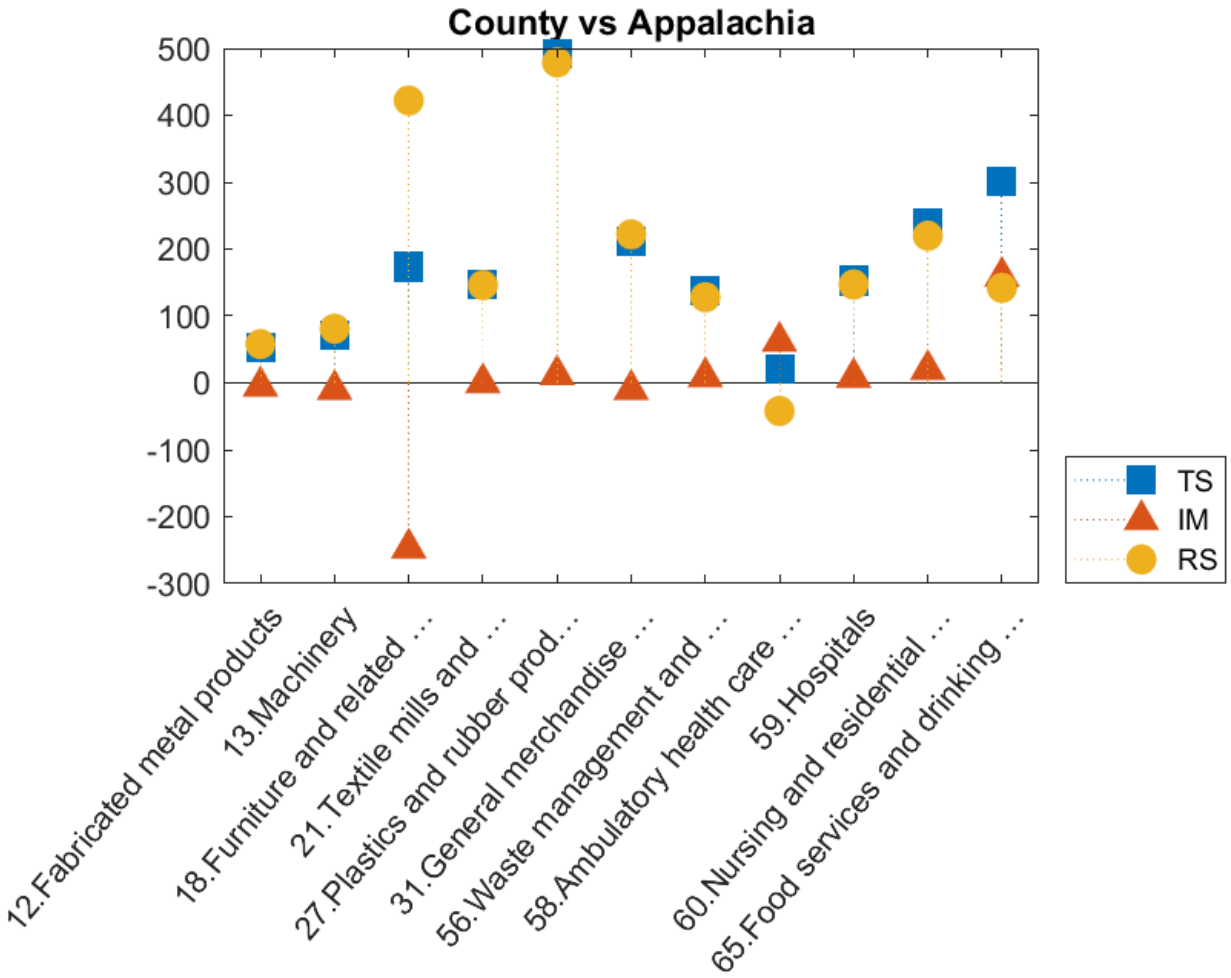 County vs Appalachia
500
400
300
200
100
0
-100
-200
-300
TS
IM
RS
12.Fabricated metal products
13.Machinery
18.Furniture and related …
21.Textile mills and …
27.Plastics and rubber prod…
31.General merchandise …
56.Waste management and …
58.Ambulatory health care …
59.Hospitals
60.Nursing and residential …
65.Food services and drinking …